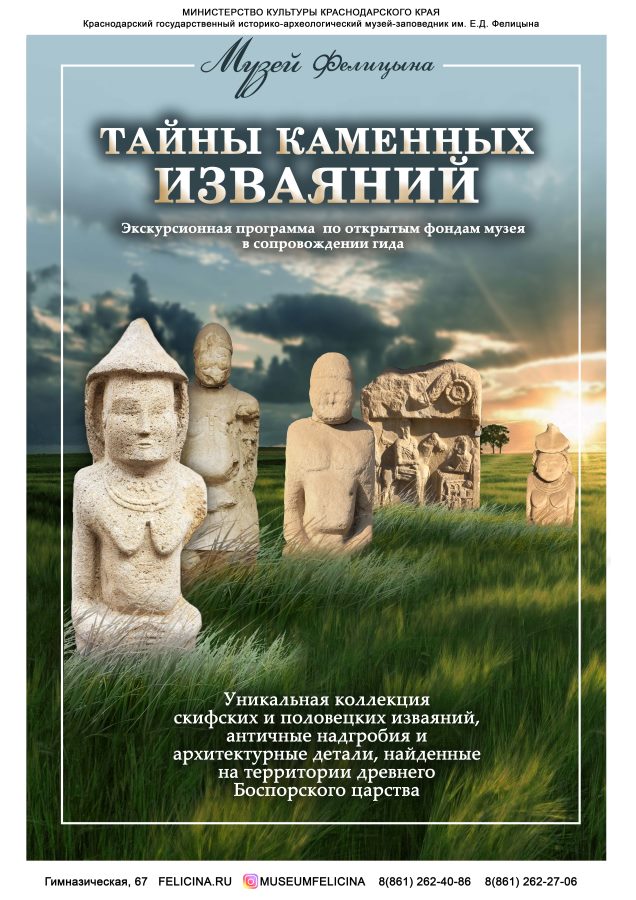 МИНИСТЕРСТВО КУЛЬТУРЫ КРАСНОДАРСКОГО КРАЯ
Краснодарский государственный историко-археологический музей-заповедник им. Е.Д. Фелицына
Музей Фелицына
ТАЙНЫ КАМЕННЫХ
ИЗВАЯНИЙ
Экскурсионная программа по открытым фондам музея
в сопровождении гида
Уникальная коллекция
скифских и половецких изваяний,
античные надгробия и
архитектурные детали, найденные
на территории древнего
Боспорского царства
Гимназическая, 67 FELICINA.RU MUSEUMFELICINA 8(861) 262-40-86 8(861) 262-27-06